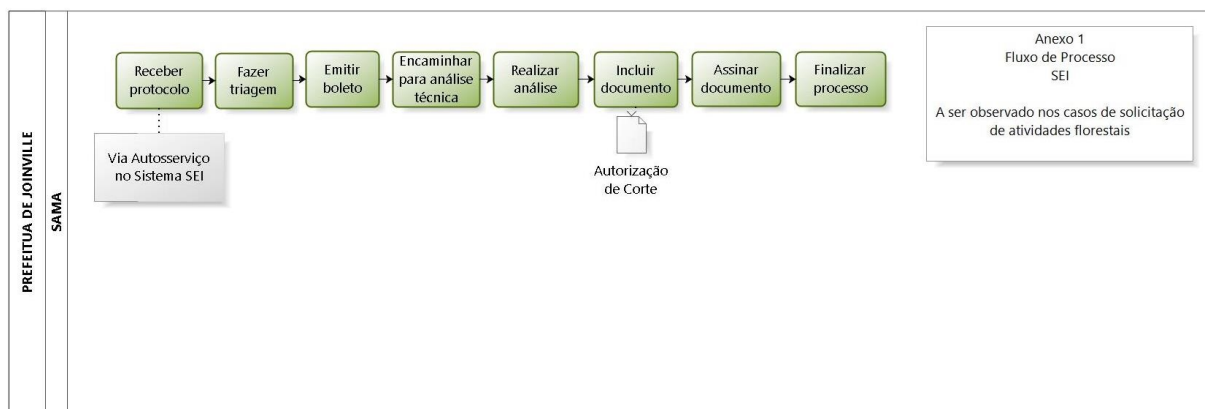 PREFEITUA DE JOINVILLE
SAMA
Receber
protocolo
Fazer
triagem
Emitir
boleto
Encaminhar
para análise
técnica
Realizar
análise
Incluir
documento
Assinar
documento
Finalizar
processo
Via Autosserviço
no Sistema SEI
Autorização
de Corte
Anexo 1
Fluxo de Processo
SEI
A ser observado nos casos de solicitação
de atividades florestais